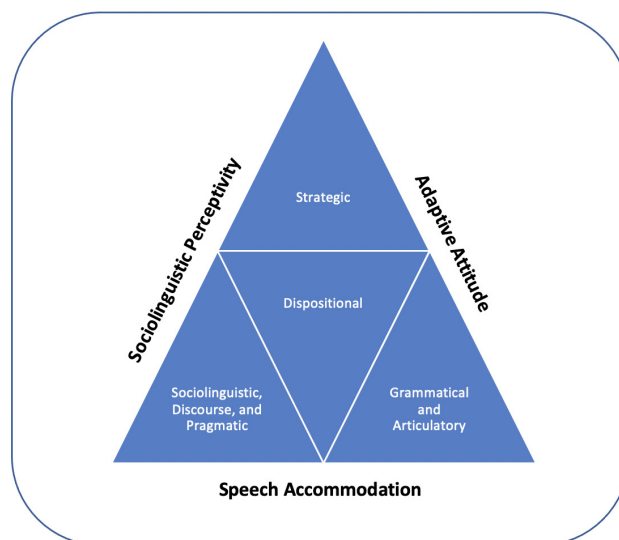 Strategic
Sociolinguistic Perceptivity
Adaptive Attitude
Dispositional
Sociolinguistic,
Discourse, and
Pragmatic
Grammatical
and
Articulatory
Speech Accommodation